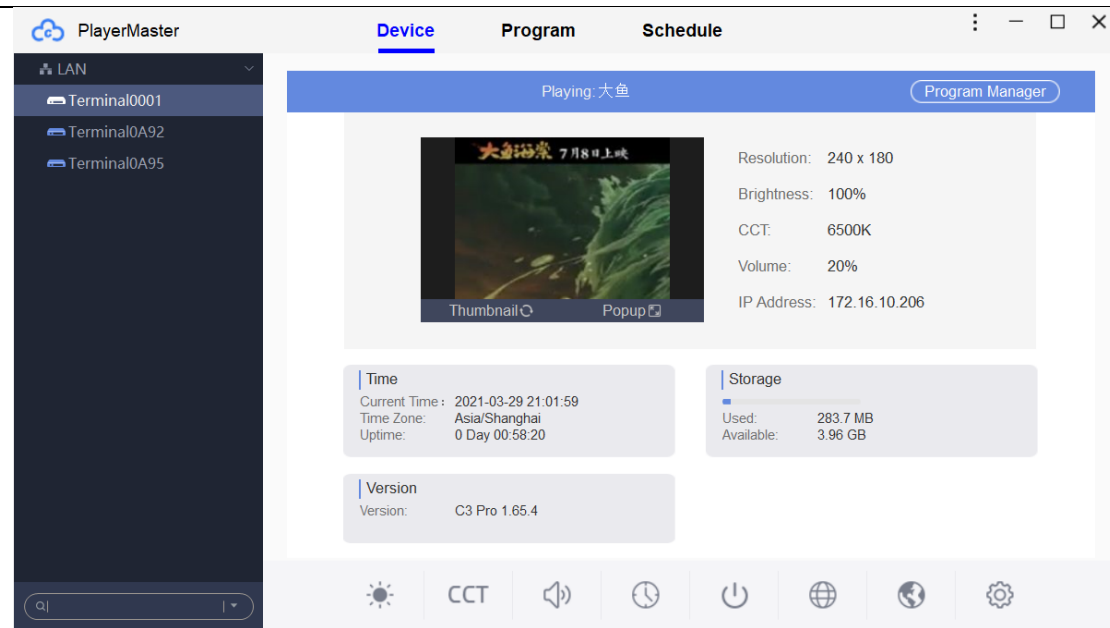 PlayerMaster
Device Program Schedule
LAN
Terminal0001
Terminal0A92
Terminal0A95
Playing:大鱼
Program Manager
大鱼海棠 7月8日上映
Thumbnail Popup
Resolution: 240 x 180
Brightness: 100%
CCT: 6500K
Volume: 20%
IP Address: 172.16.10.206
Time
Current Time: 2021-03-29 21:01:59
Time Zone: Asia/Shanghai
Uptime: 0 Day 00:58:20
Storage
Used: 283.7 MB
Available: 3.96 GB
Version
Version: C3 Pro 1.65.4
CCT